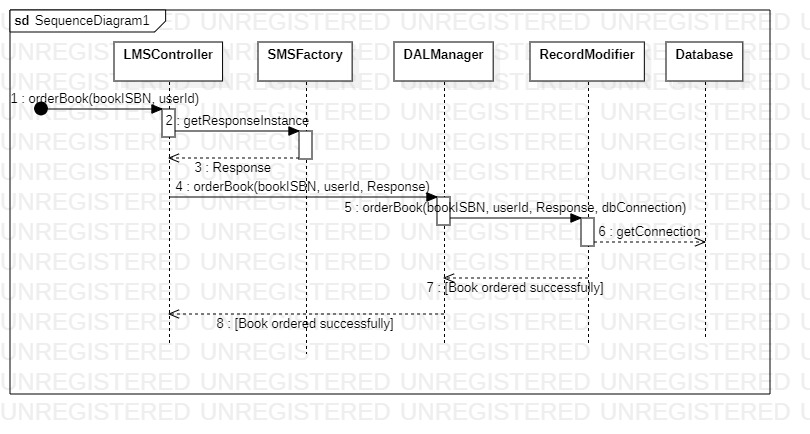 sd SequenceDiagram1
LMSController
SMSFactory
DALManager
RecordModifier
Database
1 : orderBook(bookISBN, userId)
2 : getResponseInstance
3 : Response
4 : orderBook(bookISBN, userId, Response)
5 : orderBook(bookISBN, userId, Response, dbConnection)
6 : getConnection
7 : [Book ordered successfully]
8 : [Book ordered successfully]
UNREGISTERED UNREGISTERED UNREGISTERED UNREGISTERED